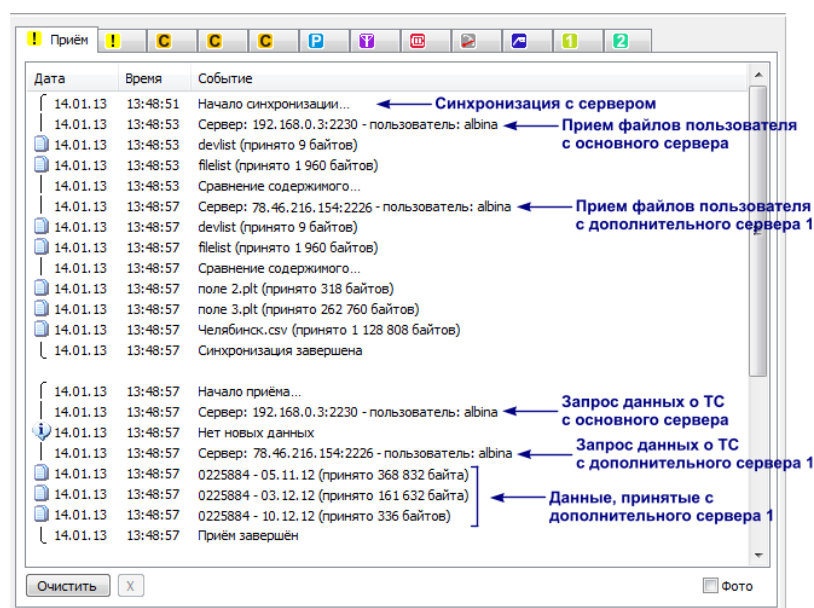 ! Приём ! C C C P 1 2
Дата Время Событие
14.01.13 13:48:51 Начало синхронизации... Синхронизация с сервером
14.01.13 13:48:53 Сервер: 192.168.0.3:2230 - пользователь: albina Прием файлов пользователя
с основного сервера
14.01.13 13:48:53 devlist (принято 9 байтов)
14.01.13 13:48:53 filelist (принято 1 960 байтов)
14.01.13 13:48:53 Сравнение содержимого...
14.01.13 13:48:57 Сервер: 78.46.216.154:2226 - пользователь: albina Прием файлов пользователя
с дополнительного сервера 1
14.01.13 13:48:57 devlist (принято 9 байтов)
14.01.13 13:48:57 filelist (принято 1 960 байтов)
14.01.13 13:48:57 Сравнение содержимого...
14.01.13 13:48:57 поле 2.plt (принято 318 байтов)
14.01.13 13:48:57 поле 3.plt (принято 262 760 байтов)
14.01.13 13:48:57 Челябинск.csv (принято 1 128 808 байтов)
14.01.13 13:48:57 Синхронизация завершена
14.01.13 13:48:57 Начало приёма...
14.01.13 13:48:57 Сервер: 192.168.0.3:2230 - пользователь: albina Запрос данных о ТС
с основного сервера
14.01.13 13:48:57 Нет новых данных
14.01.13 13:48:57 Сервер: 78.46.216.154:2226 - пользователь: albina Запрос данных о ТС
с дополнительного сервера 1
14.01.13 13:48:57 0225884 - 05.11.12 (принято 368 832 байта)
14.01.13 13:48:57 0225884 - 03.12.12 (принято 161 632 байта) Данные, принятые с
дополнительного сервера 1
14.01.13 13:48:57 0225884 - 10.12.12 (принято 336 байтов)
14.01.13 13:48:57 Приём завершён
Очистить X Фото